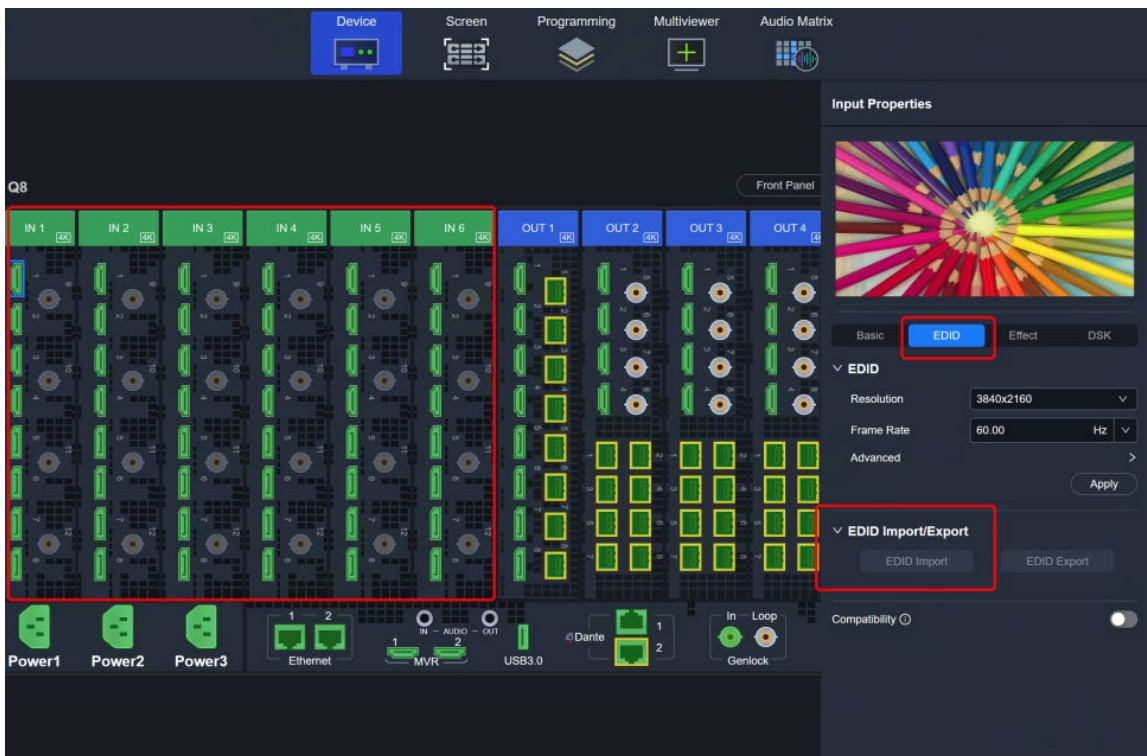 Device Screen Programming Multiviewer Audio Matrix
Input Properties
Q8 Front Panel
IN 1 4K IN 2 4K IN 3 4K IN 4 4K IN 5 4K IN 6 4K OUT 1 4K OUT 2 4K OUT 3 4K OUT 4
Basic EDID Effect DSK
EDID
Resolution 3840x2160
Frame Rate 60.00 Hz
Advanced
Apply
EDID Import/Export
EDID Import EDID Export
Compatibility
Power1 Power2 Power3
1 2
Ethernet
IN – AUDIO – OUT
1 2
MVR
USB3.0
Dante 1
2
In Loop
Genlock